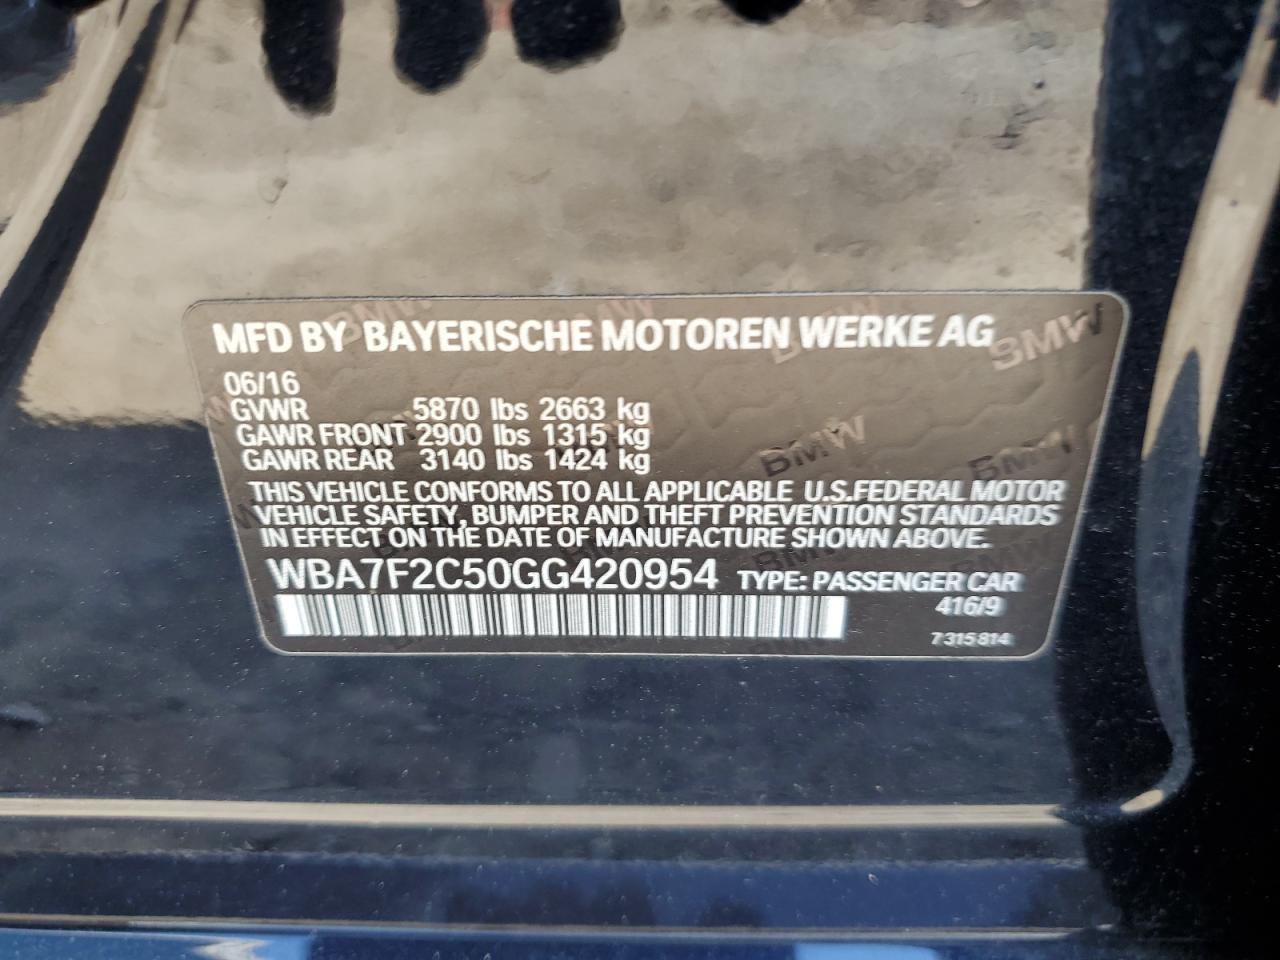 MFD BY BAYERISCHE MOTOREN WERKE AG
06/16
GVWR 5870 lbs 2663 kg
GAWR FRONT 2900 lbs 1315 kg
GAWR REAR 3140 lbs 1424 kg
THIS VEHICLE CONFORMS TO ALL APPLICABLE U.S.FEDERAL MOTOR
VEHICLE SAFETY, BUMPER AND THEFT PREVENTION STANDARDS
IN EFFECT ON THE DATE OF MANUFACTURE SHOWN ABOVE.
WBA7F2C50GG420954 TYPE: PASSENGER CAR
416/9
7 315 814